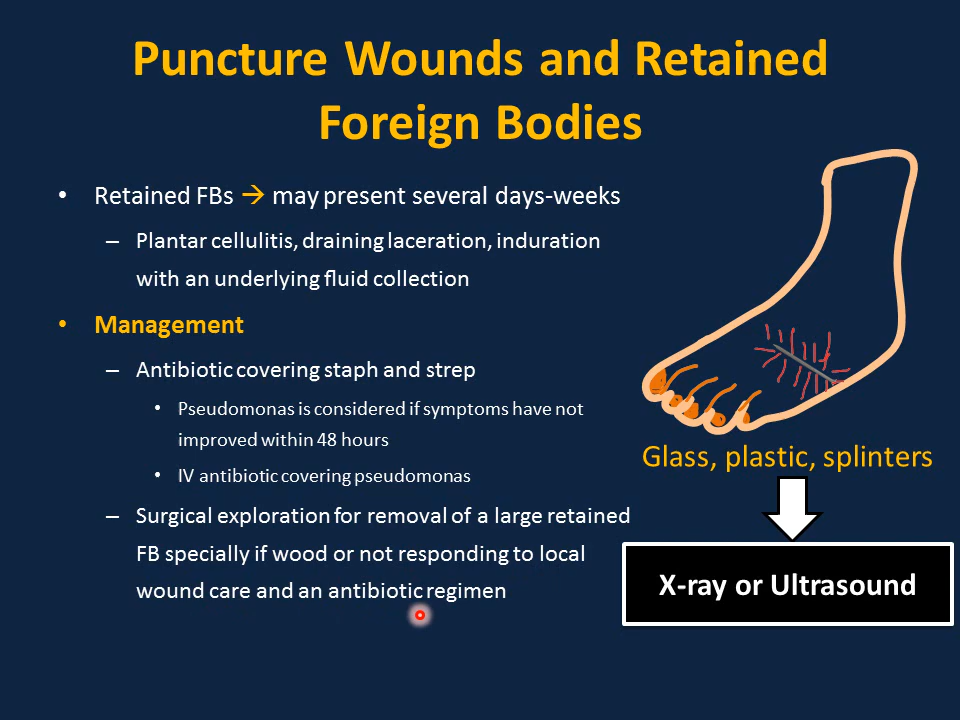 Puncture Wounds and Retained
Foreign Bodies
• Retained FBs → may present several days-weeks
– Plantar cellulitis, draining laceration, induration
with an underlying fluid collection
• Management
– Antibiotic covering staph and strep
• Pseudomonas is considered if symptoms have not
improved within 48 hours
• IV antibiotic covering pseudomonas
– Surgical exploration for removal of a large retained
FB specially if wood or not responding to local
wound care and an antibiotic regimen
Glass, plastic, splinters
X-ray or Ultrasound